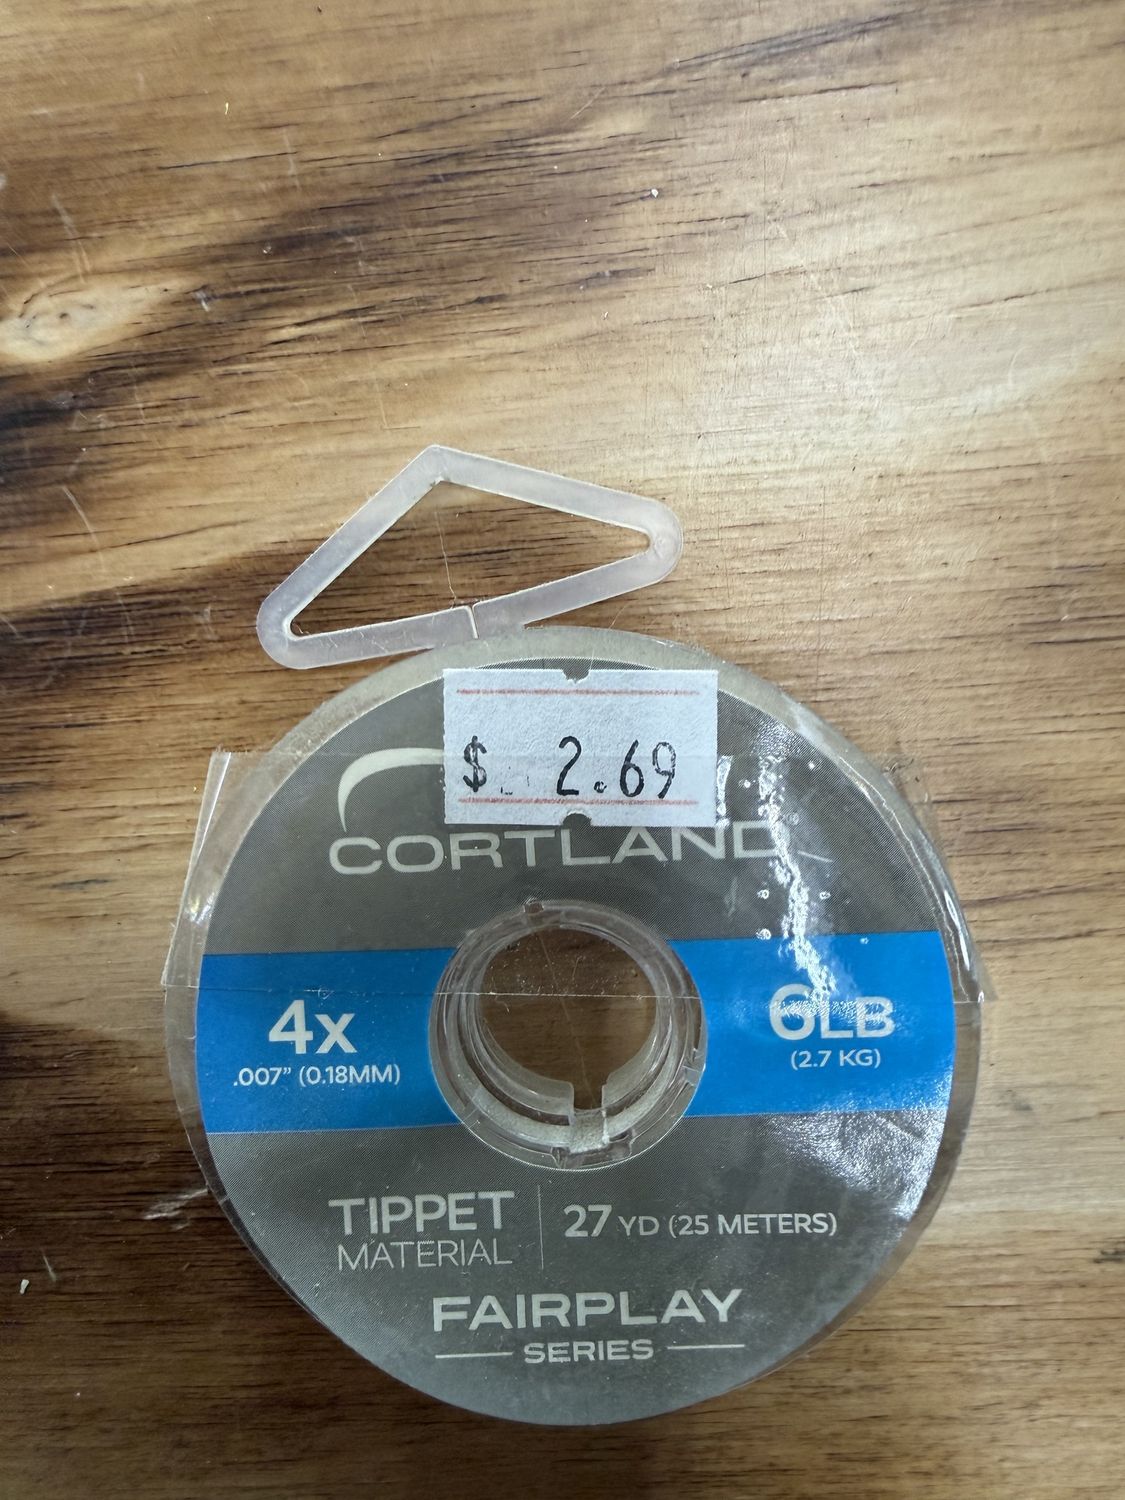 $ 2.69
CORTLAND
4X
.007" (0.18MM)
6LB
(2.7 KG)
TIPPET
MATERIAL
27 YD (25 METERS)
FAIRPLAY
SERIES